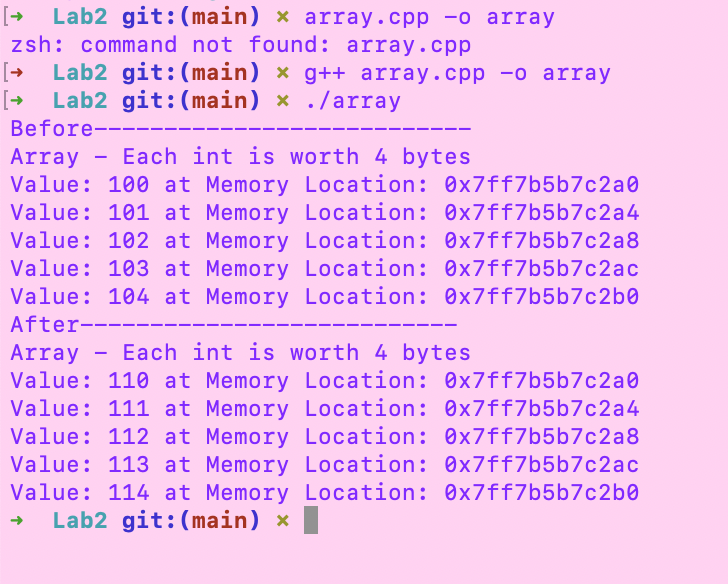 [➜  Lab2 git:(main) ✗ array.cpp -o array
zsh: command not found: array.cpp
[➜  Lab2 git:(main) ✗ g++ array.cpp -o array
[➜  Lab2 git:(main) ✗ ./array
Before---------------------------
Array - Each int is worth 4 bytes
Value: 100 at Memory Location: 0x7ff7b5b7c2a0
Value: 101 at Memory Location: 0x7ff7b5b7c2a4
Value: 102 at Memory Location: 0x7ff7b5b7c2a8
Value: 103 at Memory Location: 0x7ff7b5b7c2ac
Value: 104 at Memory Location: 0x7ff7b5b7c2b0
After---------------------------
Array - Each int is worth 4 bytes
Value: 110 at Memory Location: 0x7ff7b5b7c2a0
Value: 111 at Memory Location: 0x7ff7b5b7c2a4
Value: 112 at Memory Location: 0x7ff7b5b7c2a8
Value: 113 at Memory Location: 0x7ff7b5b7c2ac
Value: 114 at Memory Location: 0x7ff7b5b7c2b0
➜  Lab2 git:(main) ✗